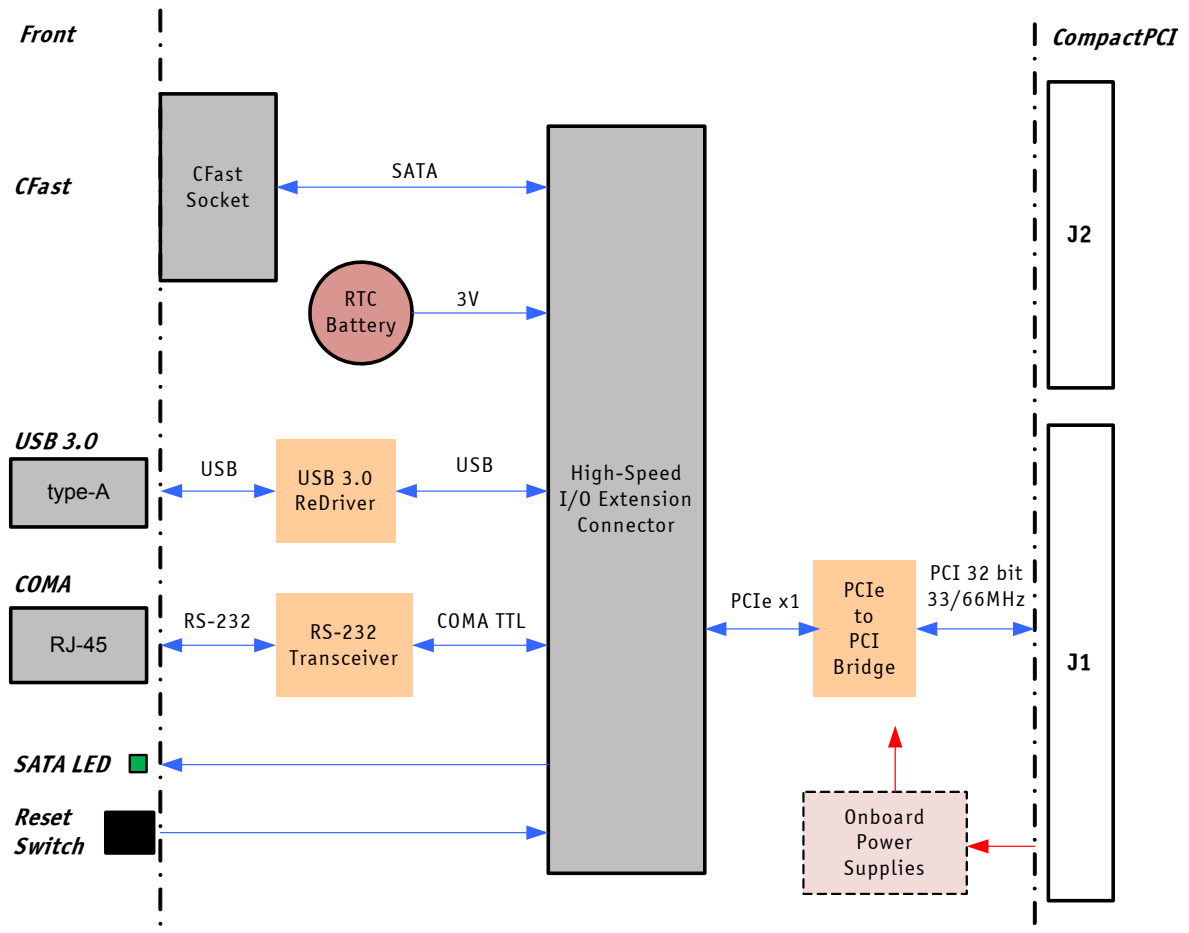 Front
CompactPCI
CFast
CFast
Socket
SATA
J2
RTC
Battery
3V
USB 3.0
type-A
USB
USB 3.0
ReDriver
USB
High-Speed
I/O Extension
Connector
COMA
RJ-45
RS-232
RS-232
Transceiver
COMA TTL
PCIe x1
PCIe
to
PCI
Bridge
PCI 32 bit
33/66MHz
J1
SATA LED
Reset
Switch
Onboard
Power
Supplies